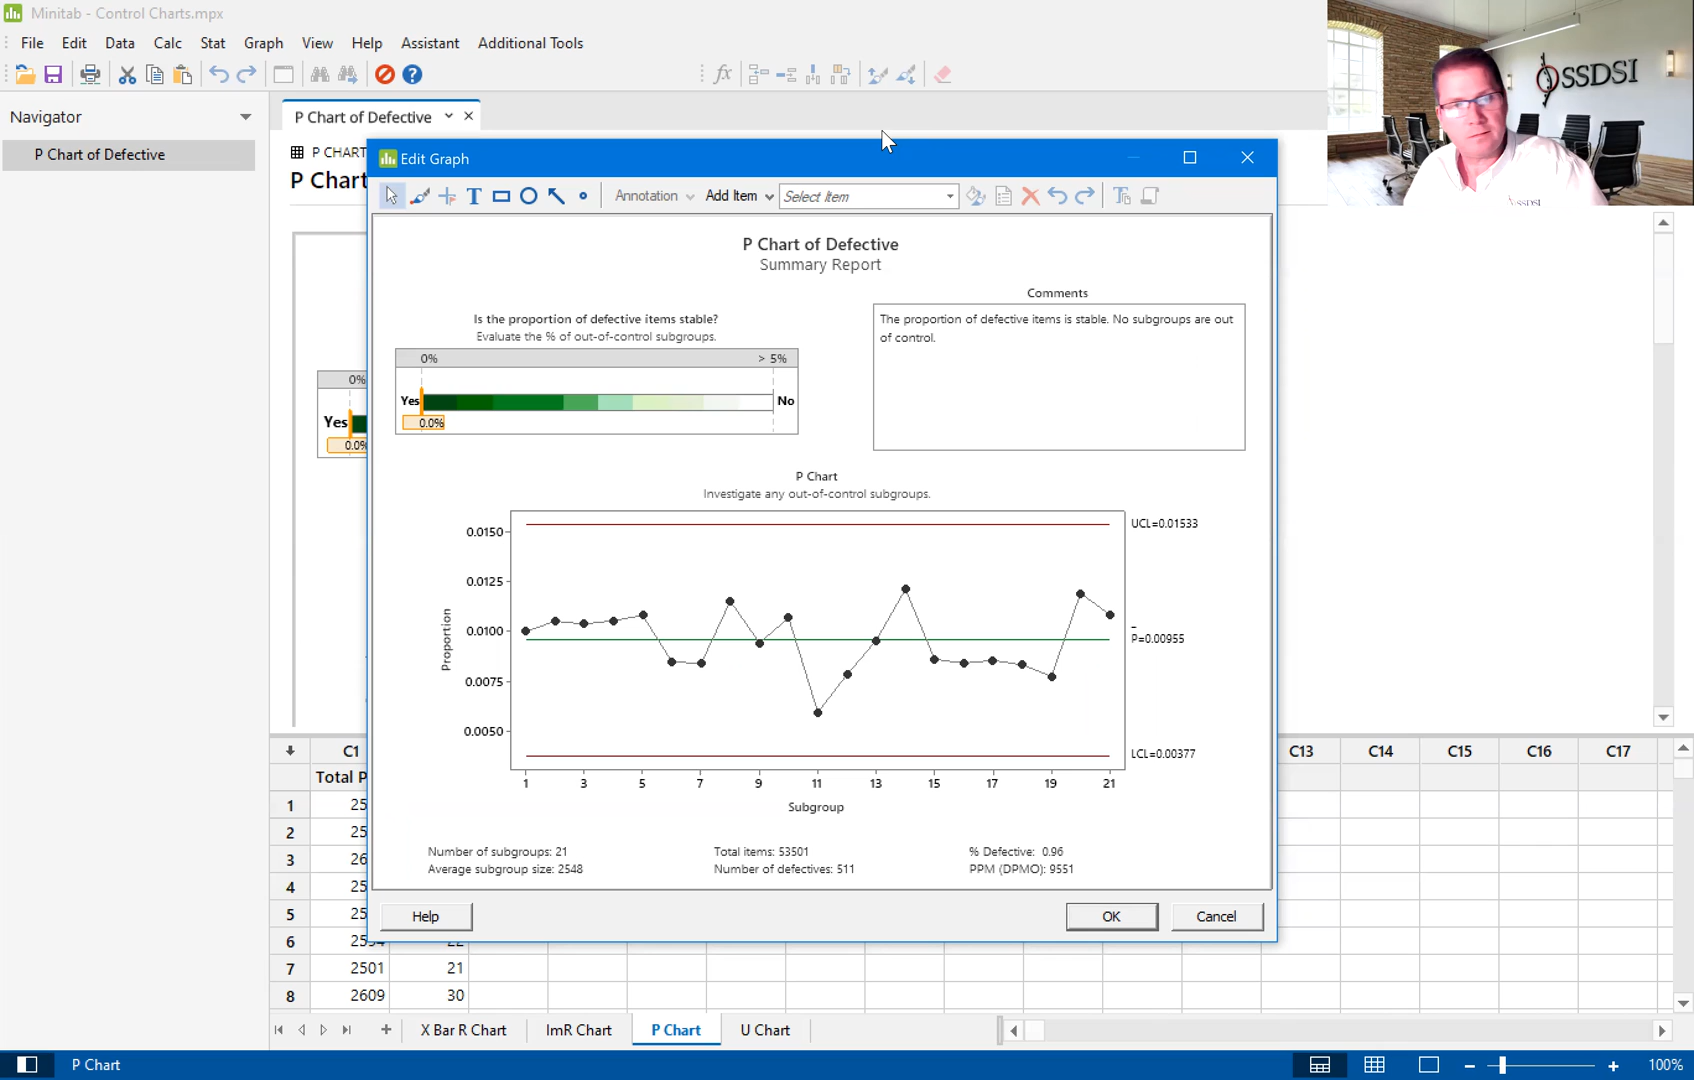 Minitab - Control Charts.mpx
File Edit Data Calc Stat Graph View Help Assistant Additional Tools
SSDSI
SSDSI
Navigator
P Chart of Defective
P Chart of Defective
P CHART
P Chart
Edit Graph
Annotation Add Item Select Item
P Chart of Defective
Summary Report
Is the proportion of defective items stable?
Evaluate the % of out-of-control subgroups.
0% > 5%
Yes No
0.0%
Comments
The proportion of defective items is stable. No subgroups are out
of control.
0%
Yes
0.0%
P Chart
Investigate any out-of-control subgroups.
Proportion
0.0150
0.0125
0.0100
0.0075
0.0050
UCL=0.01533
P=0.00955
LCL=0.00377
1 3 5 7 9 11 13 15 17 19 21
Subgroup
Number of subgroups: 21 Total items: 53501 % Defective: 0.96
Average subgroup size: 2548 Number of defectives: 511 PPM (DPMO): 9551
Help OK Cancel
C1 C13 C14 C15 C16 C17
Total P
1 25
2 25
3 26
4 25
5 25
6
7 2501 21
8 2609 30
X Bar R Chart ImR Chart P Chart U Chart
P Chart 100%